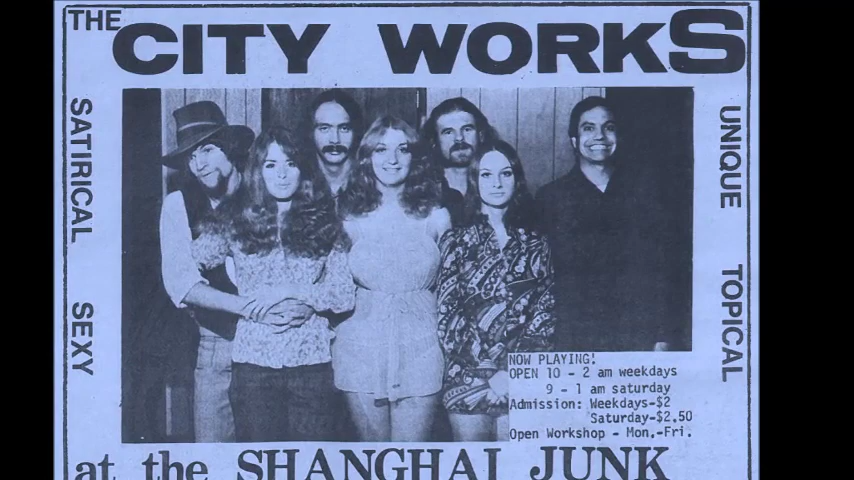 THE
CITY WORKS
SATIRICAL
SEXY
UNIQUE
TOPICAL
NOW PLAYING!
OPEN 10 - 2 am weekdays
9 - 1 am saturday
Admission: Weekdays-$2
Saturday-$2.50
Open Workshop - Mon.-Fri.
at the SHANGHAI JUNK